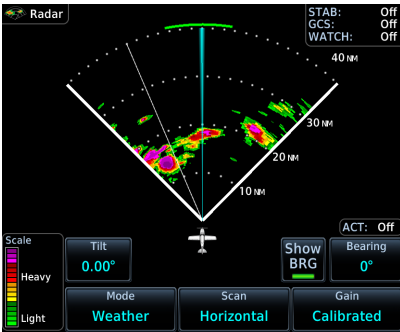 Radar
STAB: Off
GCS: Off
WATCH: Off
40 NM
30 NM
20 NM
10 NM
ACT: Off
Scale
Heavy
Light
Tilt
0.00°
Show
BRG
Bearing
0°
Mode
Weather
Scan
Horizontal
Gain
Calibrated